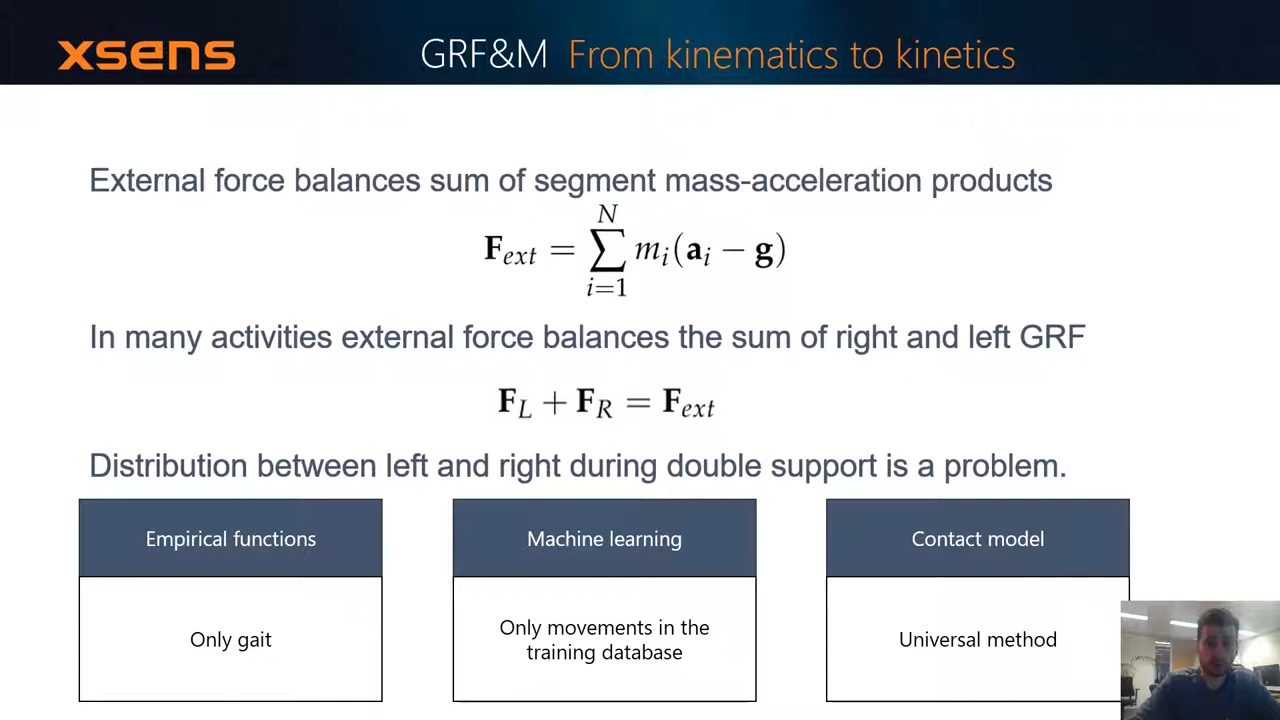 xsens
GRF&M From kinematics to kinetics
External force balances sum of segment mass-acceleration products
F_ext = ∑_{i=1}^{N} m_i(a_i − g)
In many activities external force balances the sum of right and left GRF
F_L + F_R = F_ext
Distribution between left and right during double support is a problem.
Empirical functions
Only gait
Machine learning
Only movements in the
training database
Contact model
Universal method